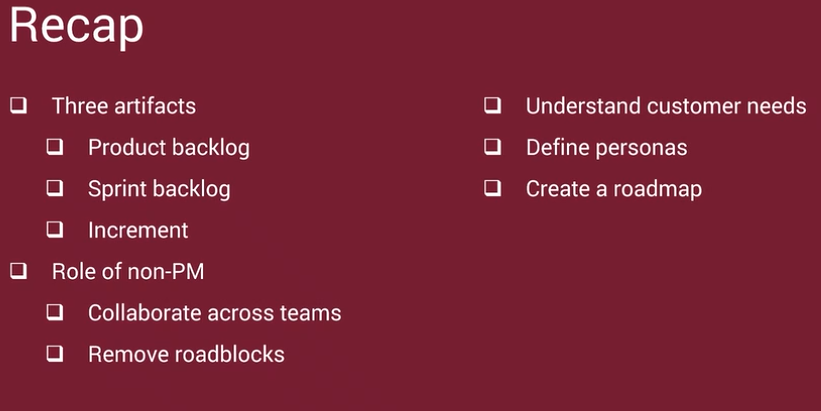 Recap
❑ Three artifacts
❑ Product backlog
❑ Sprint backlog
❑ Increment
❑ Role of non-PM
❑ Collaborate across teams
❑ Remove roadblocks
❑ Understand customer needs
❑ Define personas
❑ Create a roadmap